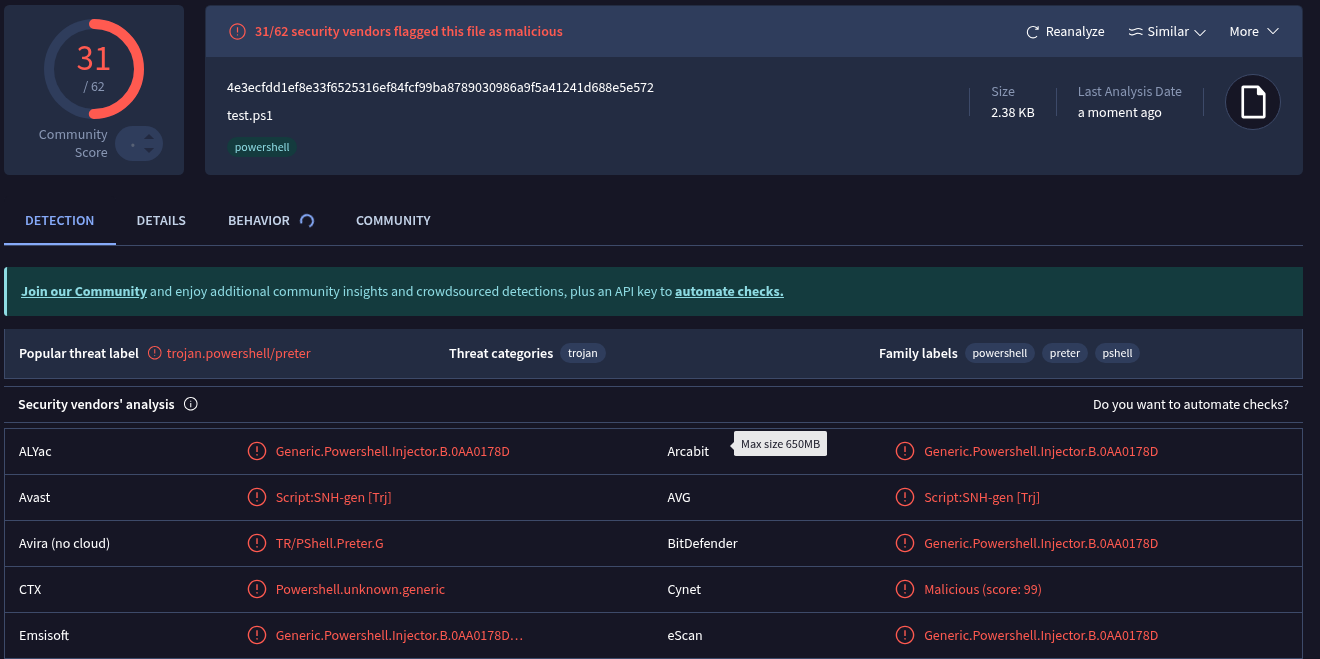 31
/ 62
Community
Score
31/62 security vendors flagged this file as malicious
Reanalyze
Similar
More
4e3ecfdd1ef8e33f6525316ef84fcf99ba8789030986a9f5a41241d688e5e572
test.ps1
powershell
Size
2.38 KB
Last Analysis Date
a moment ago
DETECTION
DETAILS
BEHAVIOR
COMMUNITY
Join our Community and enjoy additional community insights and crowdsourced detections, plus an API key to automate checks.
Popular threat label
trojan.powershell/preter
Threat categories
trojan
Family labels
powershell
preter
pshell
Security vendors' analysis
Do you want to automate checks?
ALYac
Generic.Powershell.Injector.B.0AA0178D
Arcabit
Max size 650MB
Generic.Powershell.Injector.B.0AA0178D
Avast
Script:SNH-gen [Trj]
AVG
Script:SNH-gen [Trj]
Avira (no cloud)
TR/PShell.Preter.G
BitDefender
Generic.Powershell.Injector.B.0AA0178D
CTX
Powershell.unknown.generic
Cynet
Malicious (score: 99)
Emsisoft
Generic.Powershell.Injector.B.0AA0178D…
eScan
Generic.Powershell.Injector.B.0AA0178D